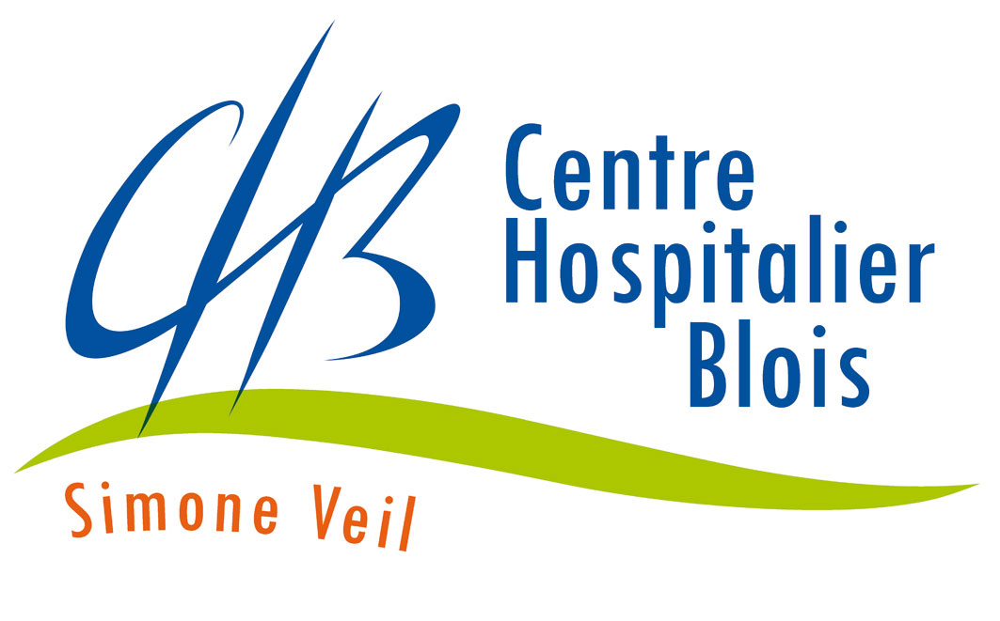 CHB
Centre
Hospitalier
Blois
Simone Veil